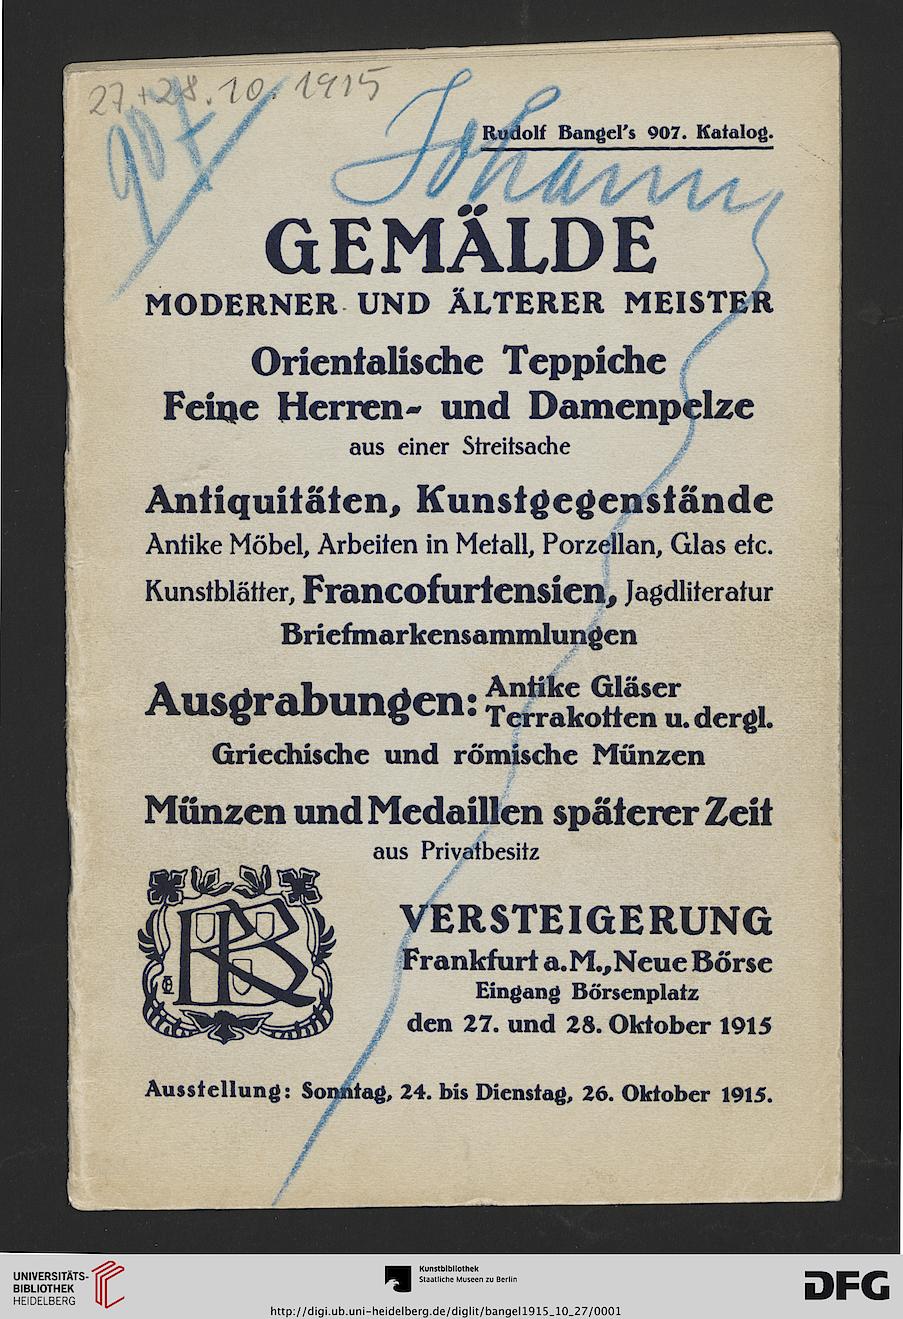 27.+28.10.1915
907
Johann
Rudolf Bangel's 907. Katalog.
GEMÄLDE
MODERNER UND ÄLTERER MEISTER
Orientalische Teppiche
Feine Herren- und Damenpelze
aus einer Streitsache
Antiquitäten, Kunstgegenstände
Antike Möbel, Arbeiten in Metall, Porzellan, Glas etc.
Kunstblätter, Francofurtensien, Jagdliteratur
Briefmarkensammlungen
Ausgrabungen: Antike Gläser
Terrakotten u. dergl.
Griechische und römische Münzen
Münzen und Medaillen späterer Zeit
aus Privatbesitz
RB
VERSTEIGERUNG
Frankfurt a. M., Neue Börse
Eingang Börsenplatz
den 27. und 28. Oktober 1915
Ausstellung: Sonntag, 24. bis Dienstag, 26. Oktober 1915.
UNIVERSITÄTS-
BIBLIOTHEK
HEIDELBERG
Kunstbibliothek
Staatliche Museen zu Berlin
DFG
http://digi.ub.uni-heidelberg.de/diglit/bangel1915_10_27/0001